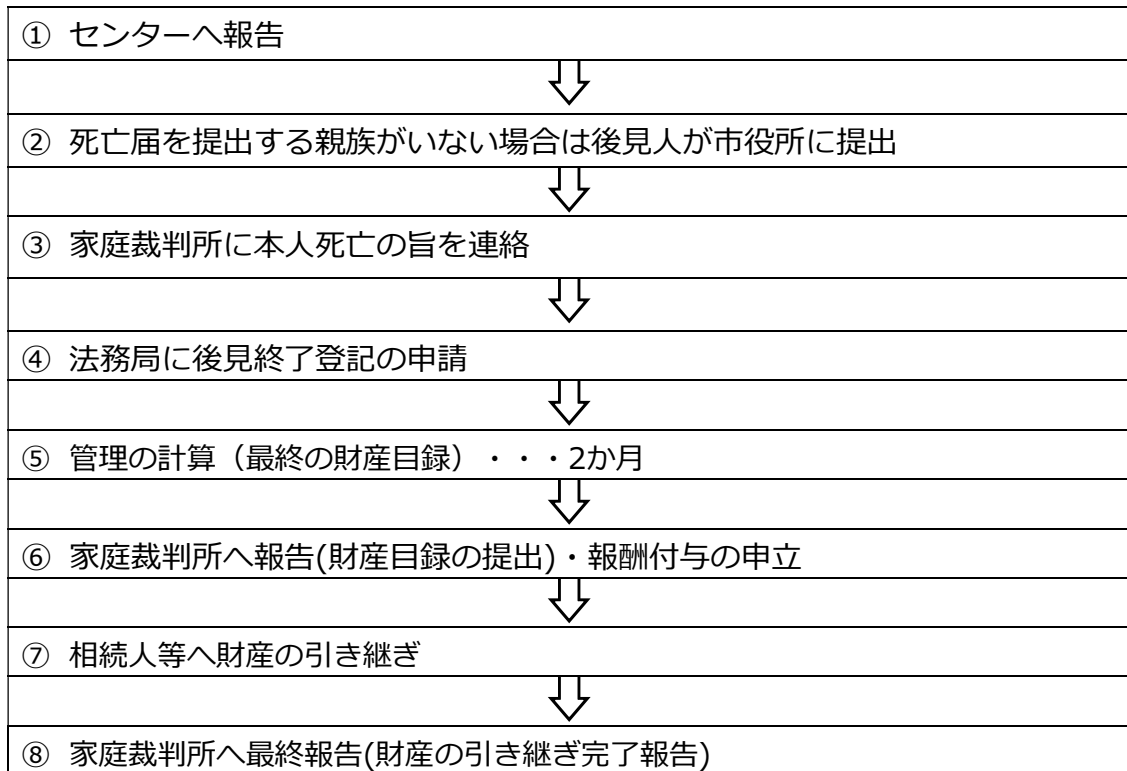 ① センターへ報告
② 死亡届を提出する親族がいない場合は後見人が市役所に提出
③ 家庭裁判所に本人死亡の旨を連絡
④ 法務局に後見終了登記の申請
⑤ 管理の計算（最終の財産目録）・・・2か月
⑥ 家庭裁判所へ報告(財産目録の提出)・報酬付与の申立
⑦ 相続人等へ財産の引き継ぎ
⑧ 家庭裁判所へ最終報告(財産の引き継ぎ完了報告)